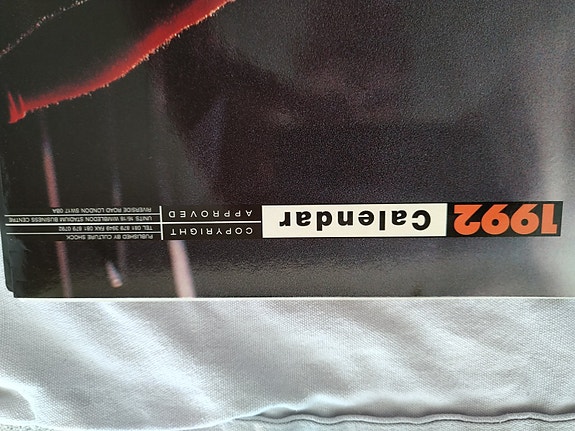 1992 Calendar
COPYRIGHT
APPROVED
PUBLISHED BY CULTURE SHOCK
TEL 081 879 3949 FAX 081 879 0792
UNITS 16-18 WIMBLEDON STADIUM BUSINESS CENTRE
RIVERSIDE ROAD LONDON SW17 0BA